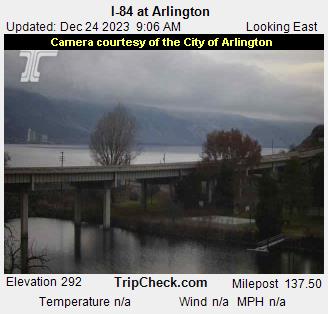 I-84 at Arlington
Updated: Dec 24 2023 9:06 AM Looking East
Camera courtesy of the City of Arlington
Elevation 292 TripCheck.com Milepost 137.50
Temperature n/a Wind n/a MPH n/a